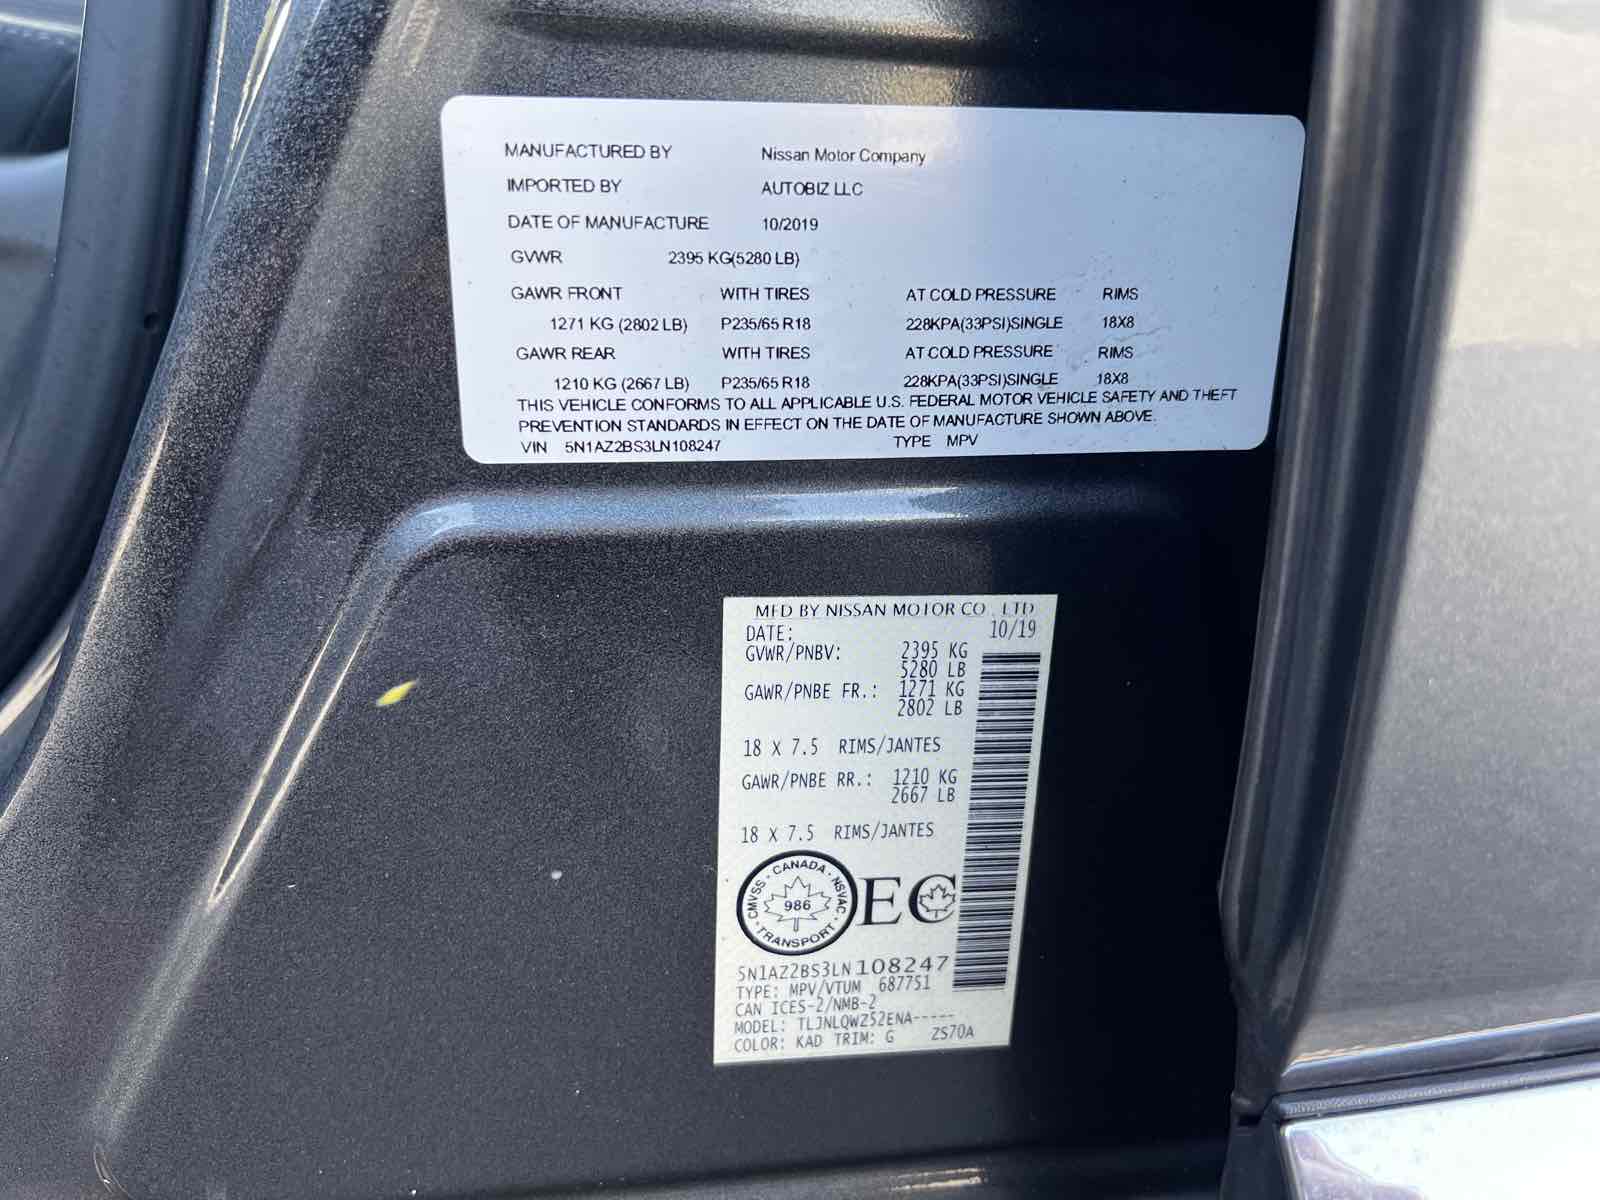 MANUFACTURED BY Nissan Motor Company
IMPORTED BY AUTOBIZ LLC
DATE OF MANUFACTURE 10/2019
GVWR 2395 KG(5280 LB)
GAWR FRONT WITH TIRES AT COLD PRESSURE RIMS
1271 KG (2802 LB) P235/65 R18 228KPA(33PSI)SINGLE 18X8
GAWR REAR WITH TIRES AT COLD PRESSURE RIMS
1210 KG (2667 LB) P235/65 R18 228KPA(33PSI)SINGLE 18X8
THIS VEHICLE CONFORMS TO ALL APPLICABLE U.S. FEDERAL MOTOR VEHICLE SAFETY AND THEFT
PREVENTION STANDARDS IN EFFECT ON THE DATE OF MANUFACTURE SHOWN ABOVE.
VIN 5N1AZ2BS3LN108247 TYPE MPV
MFD BY NISSAN MOTOR CO., LTD
DATE: 10/19
GVWR/PNBV: 2395 KG
5280 LB
GAWR/PNBE FR.: 1271 KG
2802 LB
18 X 7.5 RIMS/JANTES
GAWR/PNBE RR.: 1210 KG
2667 LB
18 X 7.5 RIMS/JANTES
CMVSS · CANADA · NSVAC · TRANSPORT ·
986
EC
5N1AZ2BS3LN108247
TYPE: MPV/VTUM 687751
CAN ICES-2/NMB-2
MODEL: TLJNLQWZ52ENA-----
COLOR: KAD TRIM: G ZS70A